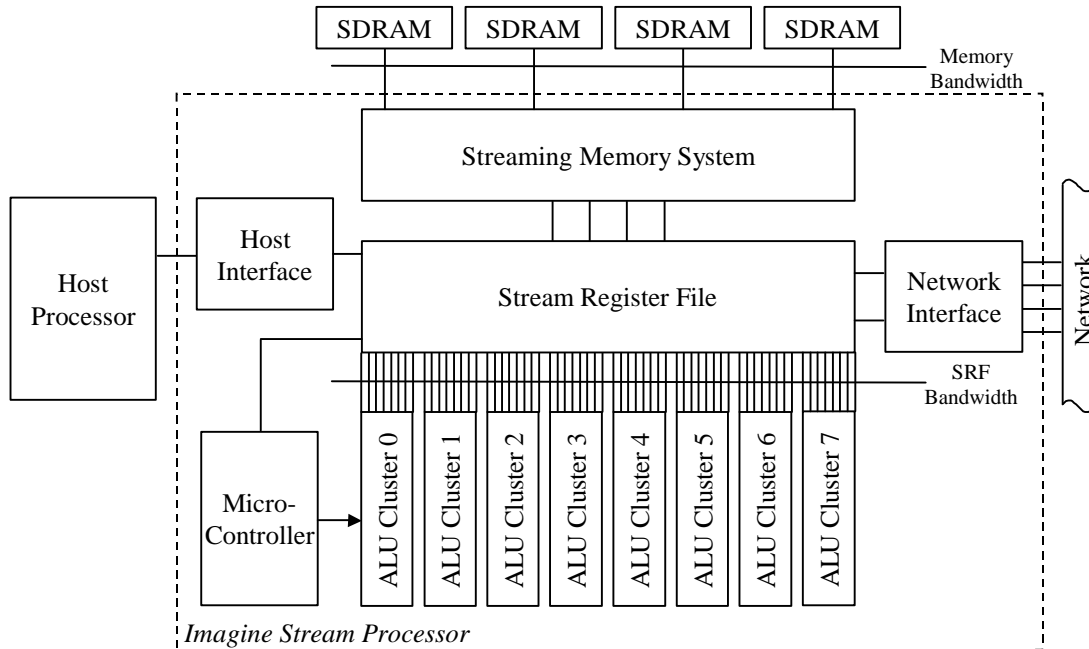 SDRAM
SDRAM
SDRAM
SDRAM
Memory
Bandwidth
Streaming Memory System
Host
Processor
Host
Interface
Stream Register File
Network
Interface
Network
SRF
Bandwidth
Micro-
Controller
ALU Cluster 0
ALU Cluster 1
ALU Cluster 2
ALU Cluster 3
ALU Cluster 4
ALU Cluster 5
ALU Cluster 6
ALU Cluster 7
Imagine Stream Processor